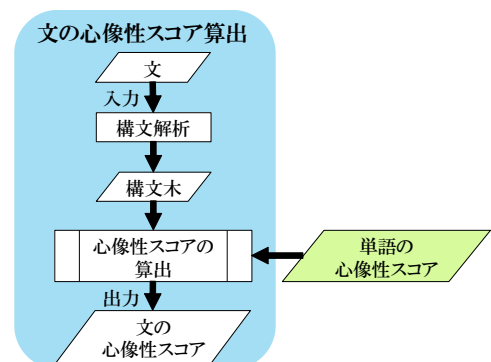 文の心像性スコア算出
文
入力
構文解析
構文木
心像性スコアの
算出
単語の
心像性スコア
出力
文の
心像性スコア